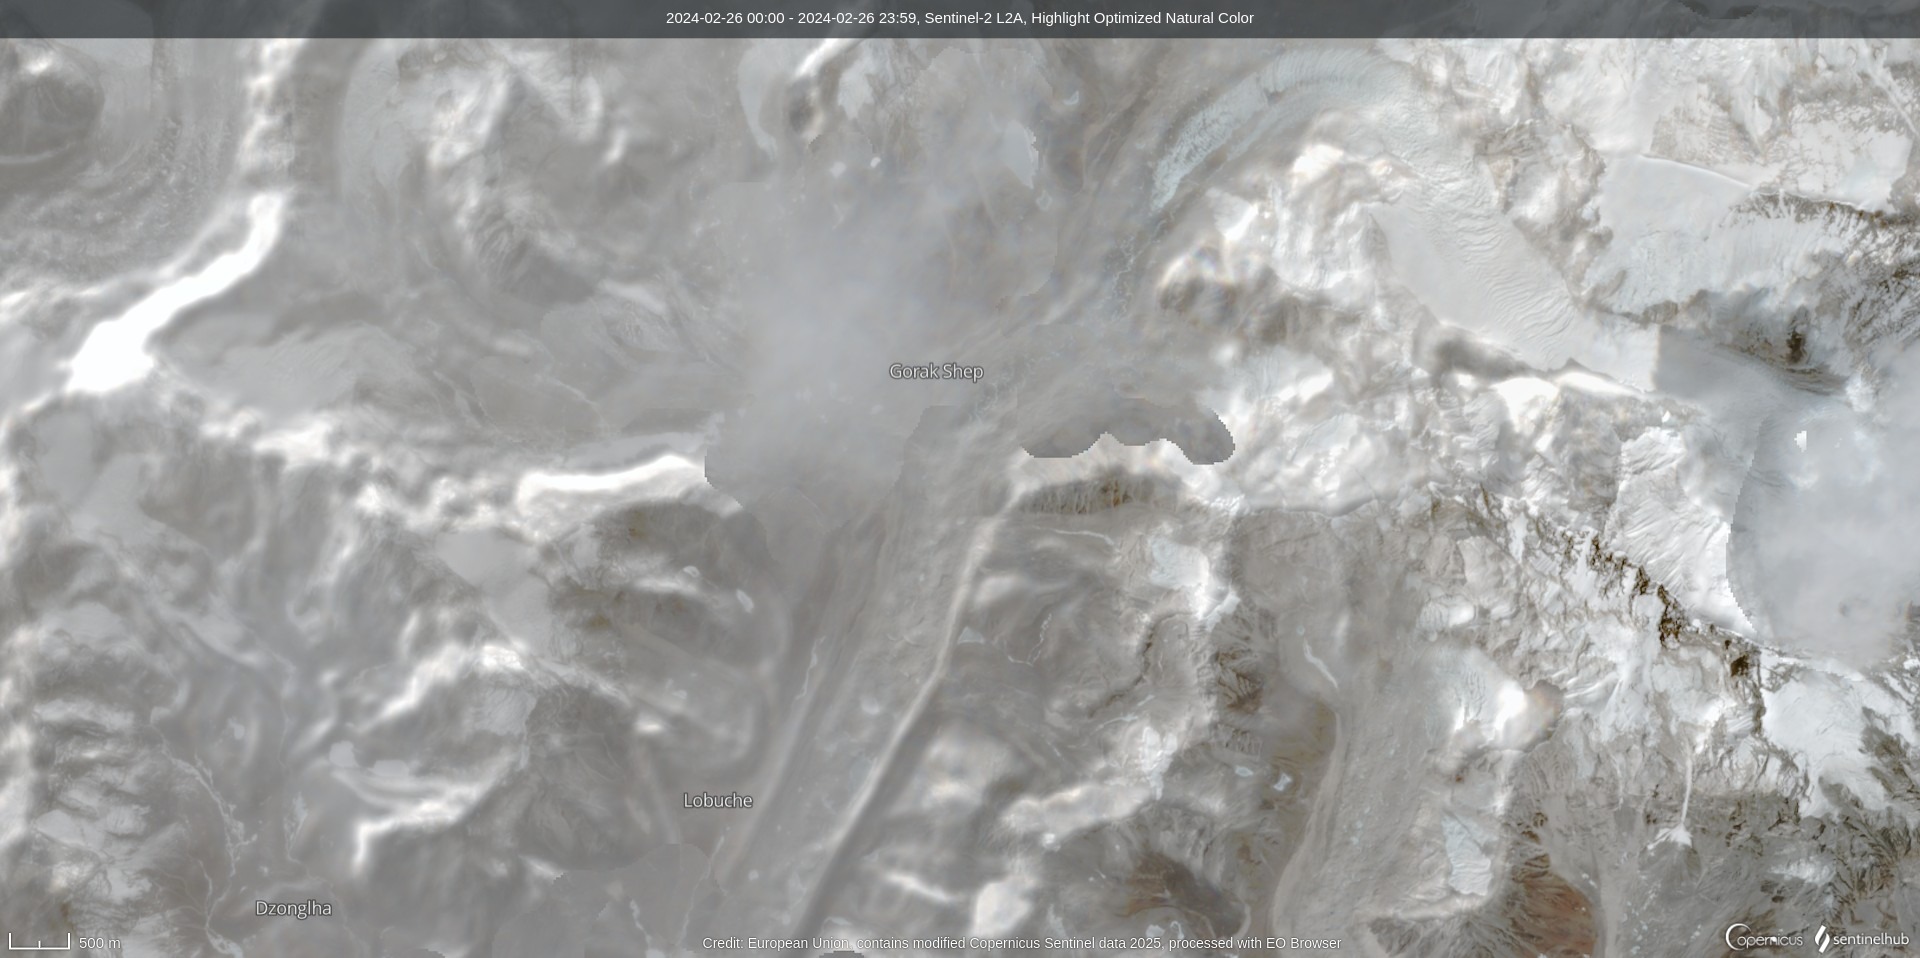 2024-02-26 00:00 - 2024-02-26 23:59, Sentinel-2 L2A, Highlight Optimized Natural Color
Gorak Shep
Lobuche
Dzonglha
500 m
Credit: European Union, contains modified Copernicus Sentinel data 2025, processed with EO Browser
Copernicus
sentinelhub